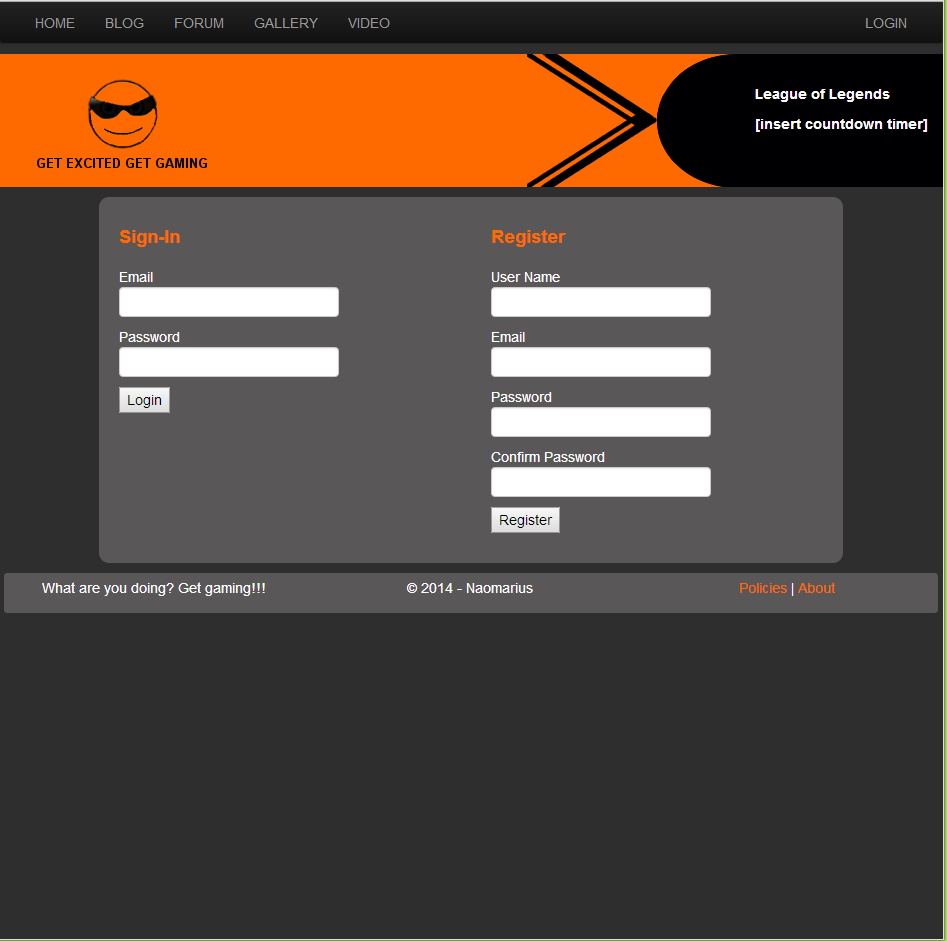 HOME BLOG FORUM GALLERY VIDEO LOGIN
League of Legends
[insert countdown timer]
GET EXCITED GET GAMING
Sign-In
Email
Password
Login
Register
User Name
Email
Password
Confirm Password
Register
What are you doing? Get gaming!!! © 2014 - Naomarius Policies | About